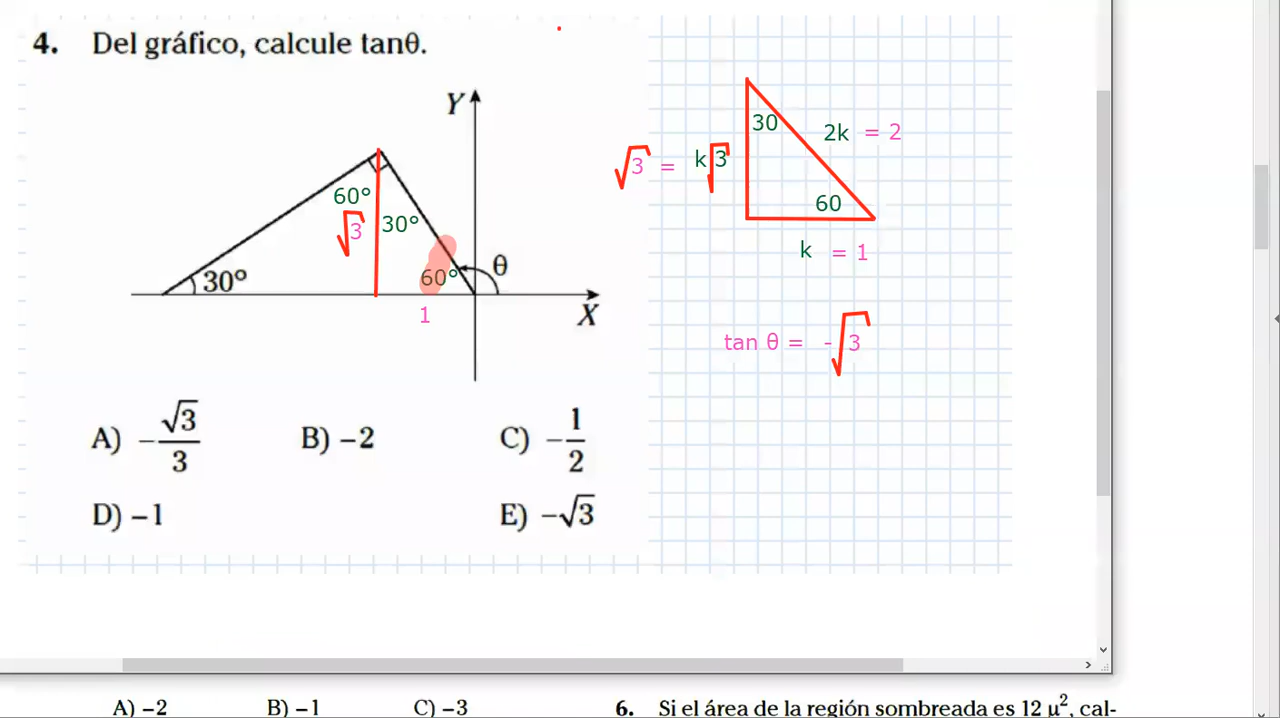 4. Del gráfico, calcule tanθ.
Y
30
2k = 2
√3 = k√3
60°
√3
30°
60
30°
60°
θ
k = 1
1
X
tan θ = -√3
A) -√3/3
B) -2
C) -1/2
D) -1
E) -√3
A) -2 B) -1 C) -3
6. Si el área de la región sombreada es 12 μ², cal-